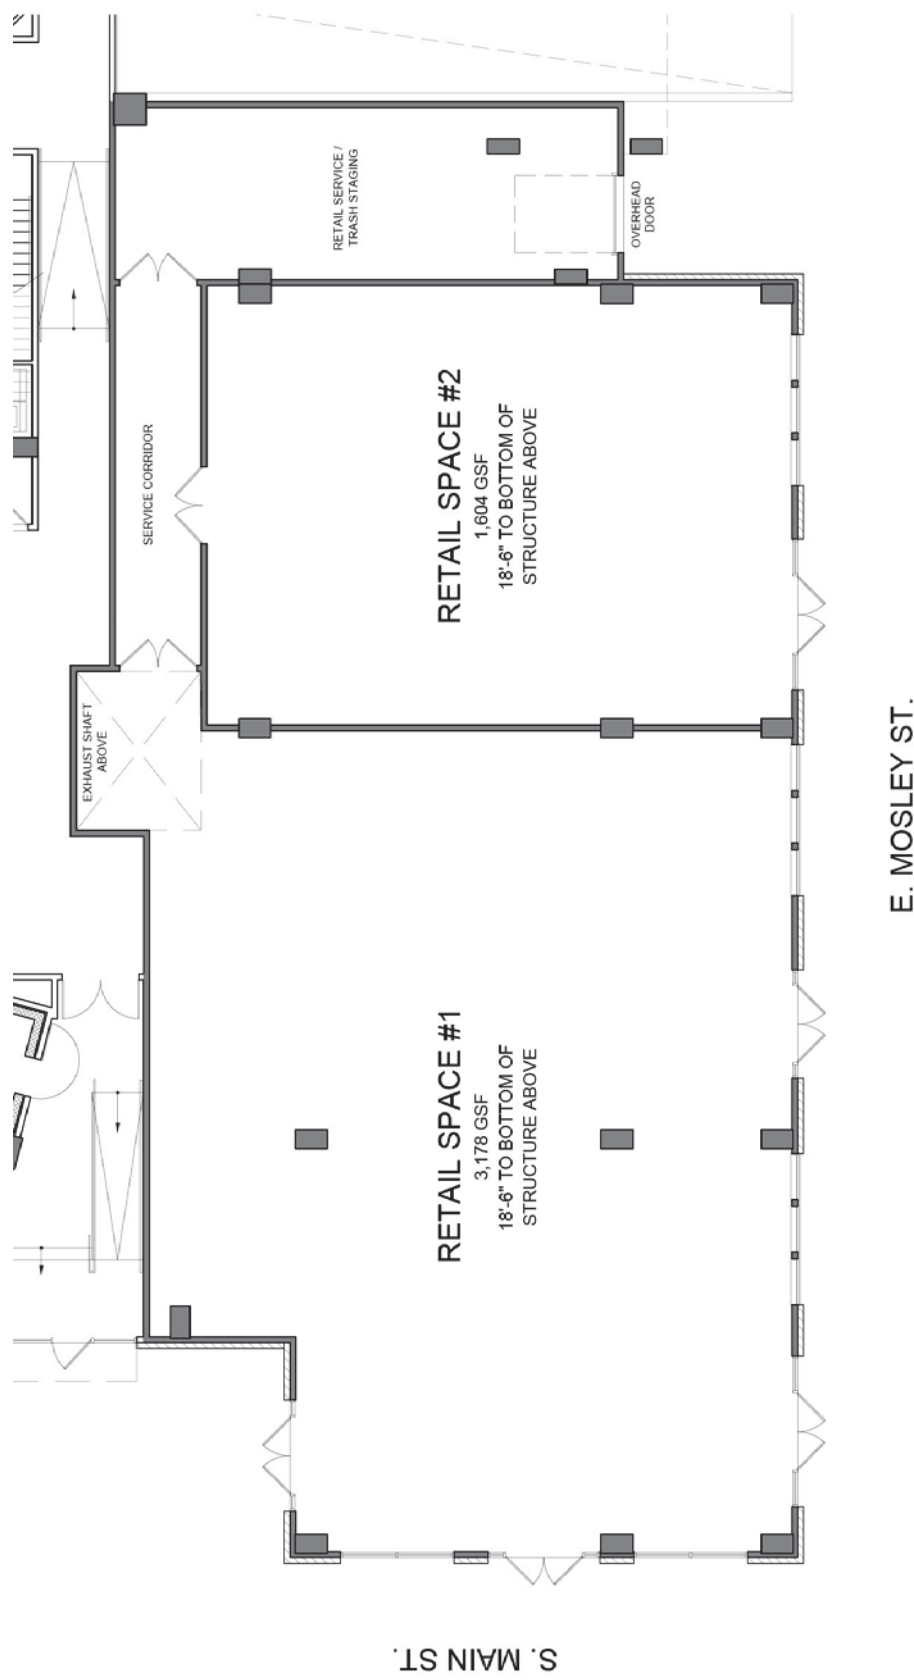 RETAIL SERVICE /
TRASH STAGING
OVERHEAD
DOOR
SERVICE CORRIDOR
RETAIL SPACE #2
1,604 GSF
18'-6" TO BOTTOM OF
STRUCTURE ABOVE
EXHAUST SHAFT
ABOVE
RETAIL SPACE #1
3,178 GSF
18'-6" TO BOTTOM OF
STRUCTURE ABOVE
E. MOSLEY ST.
S. MAIN ST.